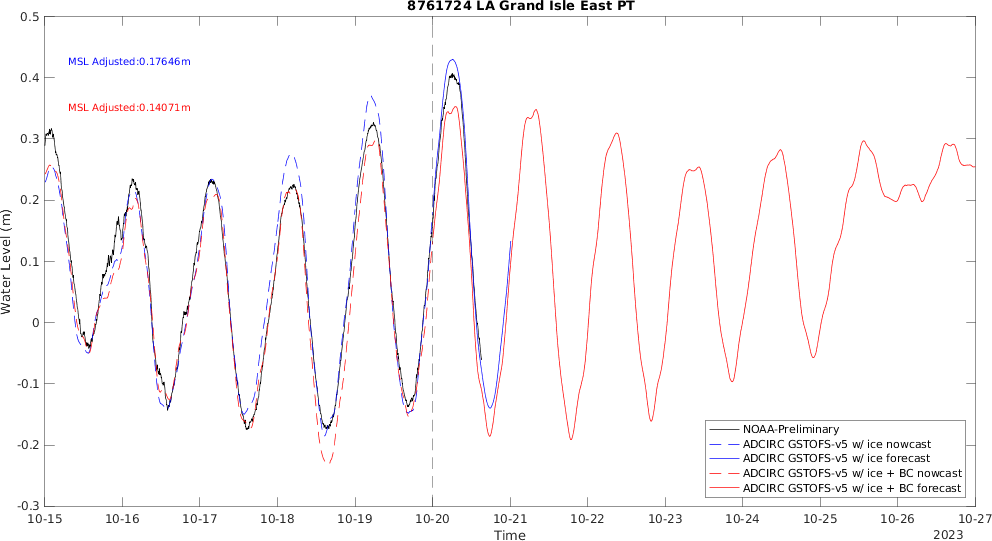 8761724 LA Grand Isle East PT
0.5
0.4
0.3
0.2
0.1
0
-0.1
-0.2
-0.3
Water Level (m)
MSL Adjusted:0.17646m
MSL Adjusted:0.14071m
NOAA-Preliminary
ADCIRC GSTOFS-v5 w/ ice nowcast
ADCIRC GSTOFS-v5 w/ ice forecast
ADCIRC GSTOFS-v5 w/ ice + BC nowcast
ADCIRC GSTOFS-v5 w/ ice + BC forecast
10-15 10-16 10-17 10-18 10-19 10-20 10-21 10-22 10-23 10-24 10-25 10-26 10-27
Time
2023